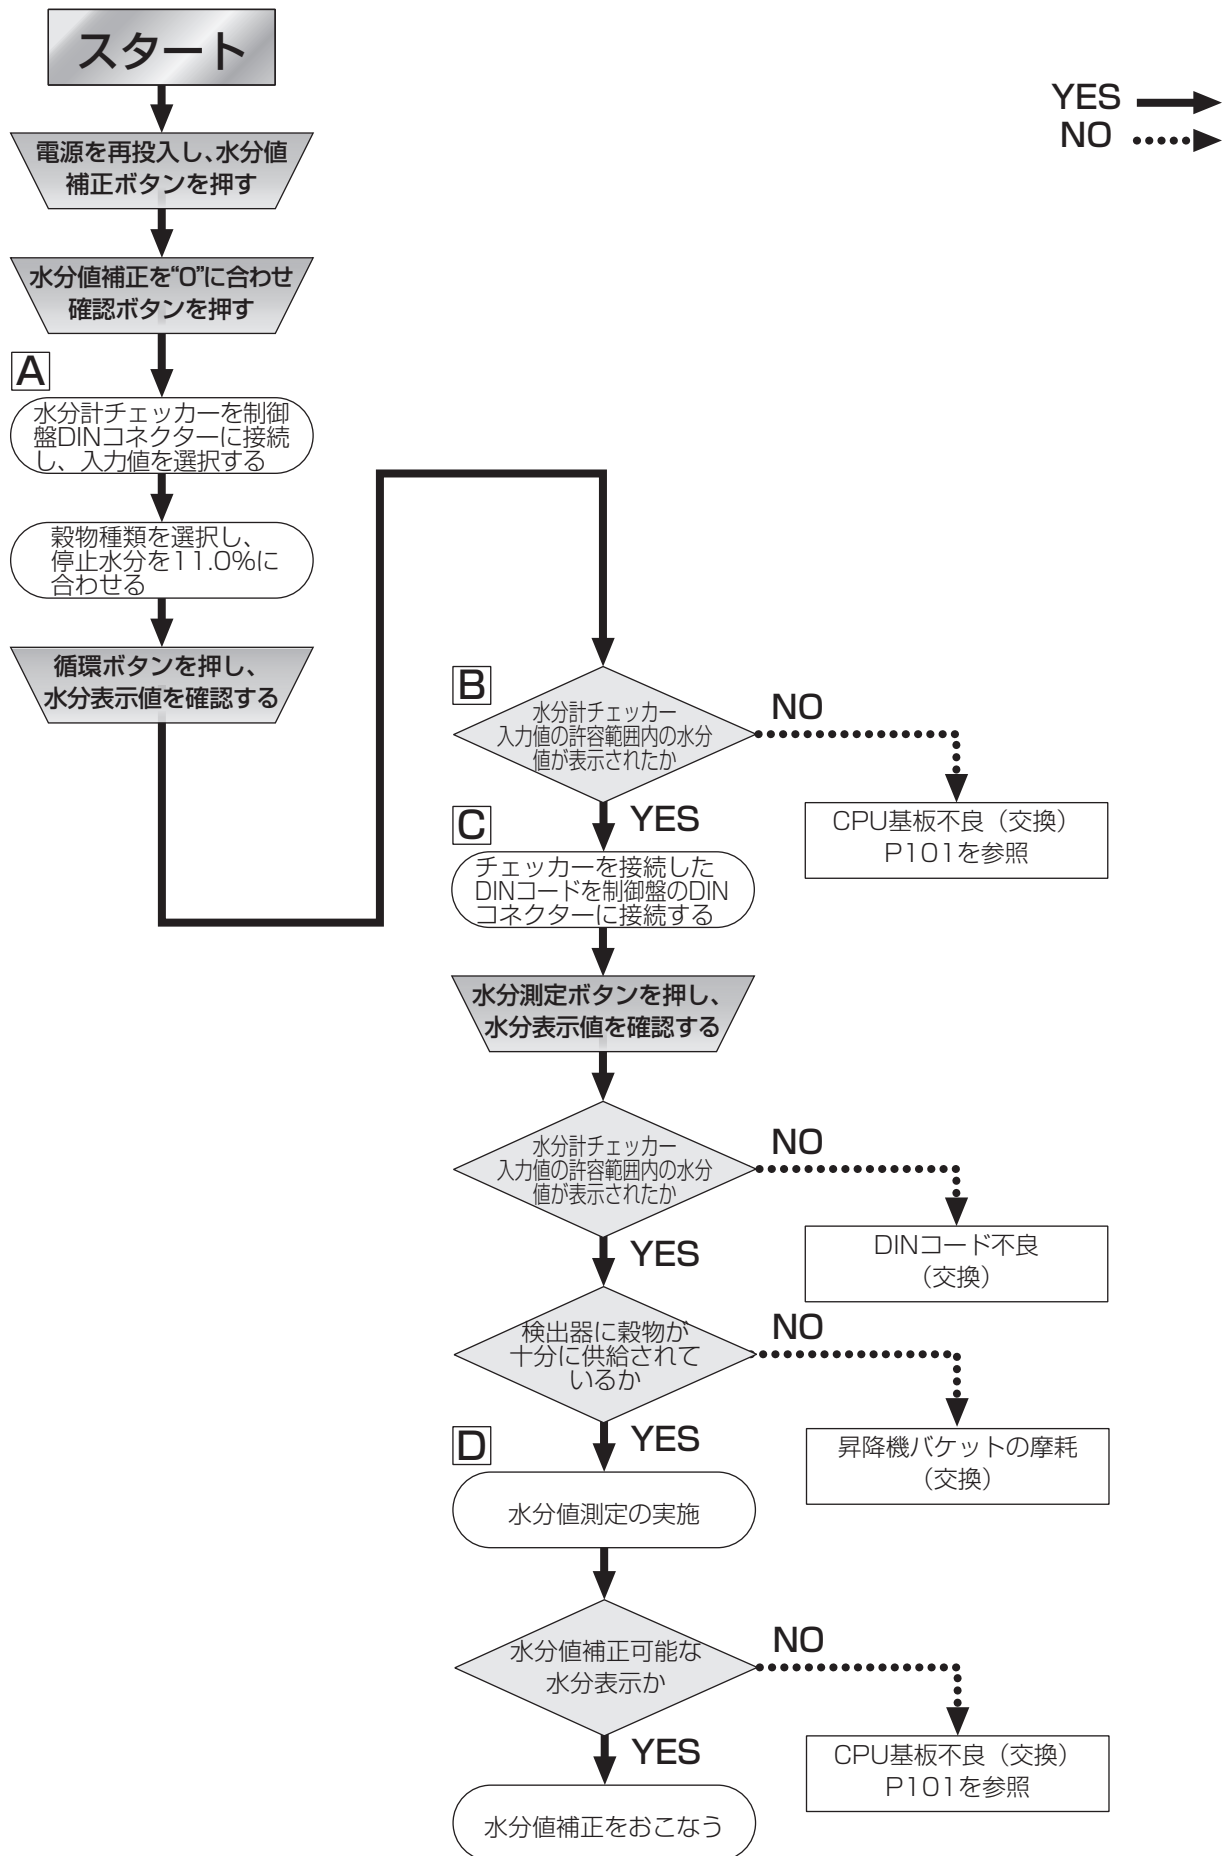 スタート
YES
NO
電源を再投入し、水分値
補正ボタンを押す
水分値補正を“0”に合わせ
確認ボタンを押す
A
水分計チェッカーを制御
盤DINコネクターに接続
し、入力値を選択する
穀物種類を選択し、
停止水分を11.0%に
合わせる
循環ボタンを押し、
水分表示値を確認する
B
水分計チェッカー
入力値の許容範囲内の水分
値が表示されたか
NO
CPU基板不良（交換）
P101を参照
YES
C
チェッカーを接続した
DINコードを制御盤のDIN
コネクターに接続する
水分測定ボタンを押し、
水分表示値を確認する
水分計チェッカー
入力値の許容範囲内の水分
値が表示されたか
NO
DINコード不良
（交換）
YES
検出器に穀物が
十分に供給されて
いるか
NO
昇降機バケットの摩耗
（交換）
YES
D
水分値測定の実施
水分値補正可能な
水分表示か
NO
CPU基板不良（交換）
P101を参照
YES
水分値補正をおこなう